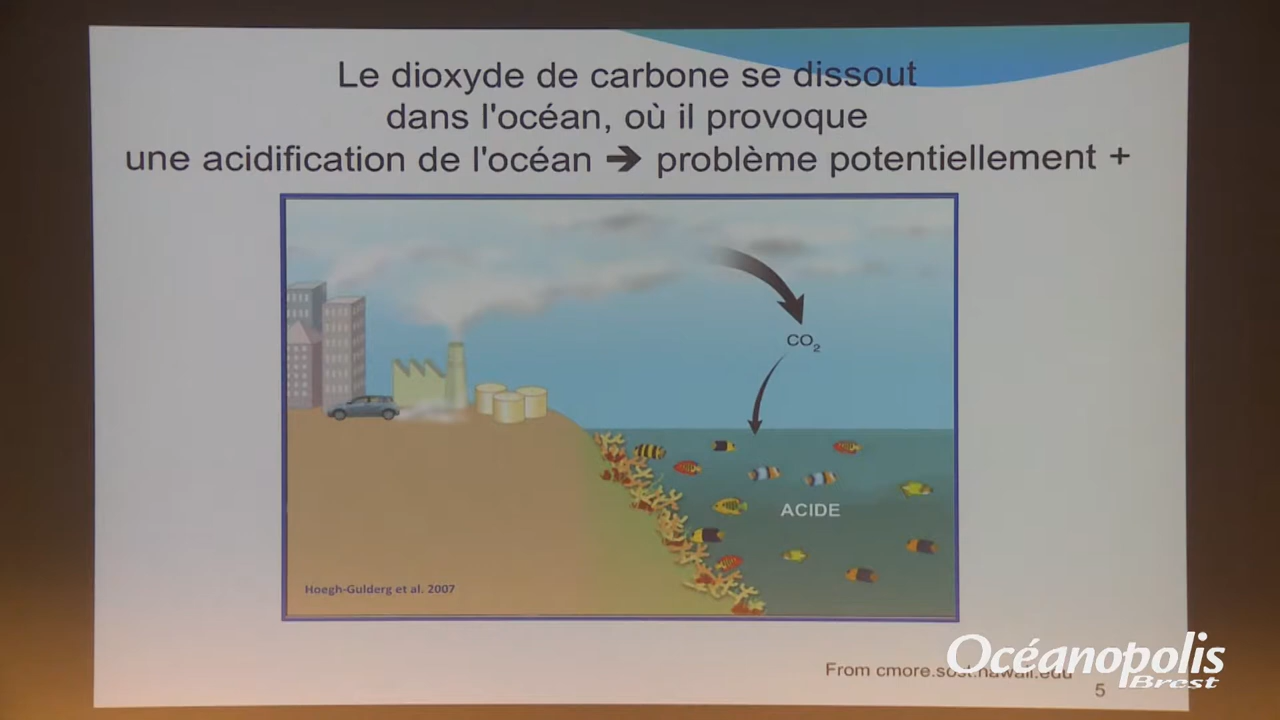 Le dioxyde de carbone se dissout
dans l'océan, où il provoque
une acidification de l'océan ➔ problème potentiellement +
CO₂
ACIDE
Hoegh-Gulderg et al. 2007
From cmore.soest.hawaii.edu
Océanopolis
Brest
5